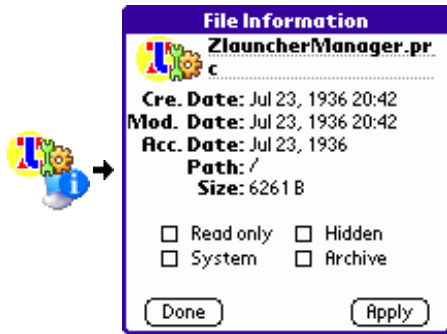 File Information
ZlauncherManager.pr
c
Cre. Date: Jul 23, 1936 20:42
Mod. Date: Jul 23, 1936 20:42
Acc. Date: Jul 23, 1936
Path: /
Size: 6261 B
Read only Hidden
System Archive
Done Apply